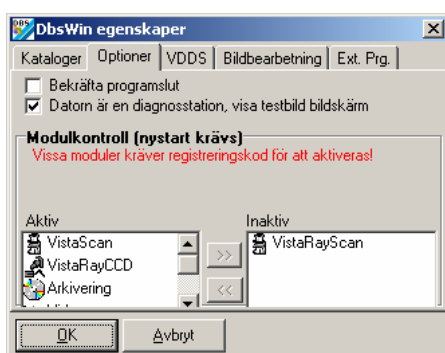 DBS DbsWin egenskaper
Kataloger Optioner VDDS Bildbearbetning Ext. Prg.
Bekräfta programslut
Datorn är en diagnosstation, visa testbild bildskärm
Modulkontroll (nystart krävs)
Vissa moduler kräver registreringskod för att aktiveras!
Aktiv Inaktiv
VistaScan VistaRayScan
VistaRayCCD >>
Arkivering <<
OK Avbryt